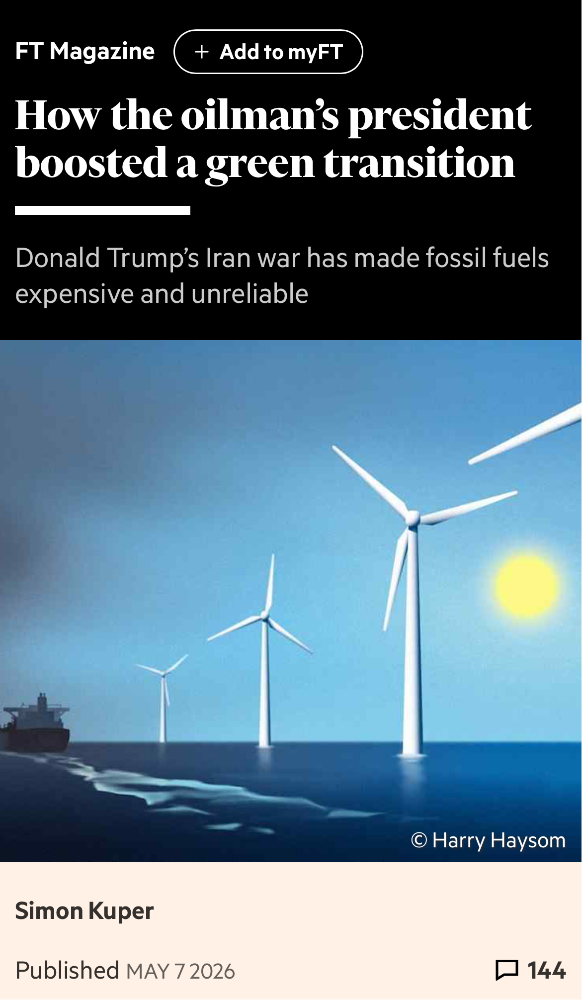 FT Magazine
+ Add to myFT
How the oilman’s president
boosted a green transition
Donald Trump’s Iran war has made fossil fuels
expensive and unreliable
© Harry Haysom
Simon Kuper
Published MAY 7 2026
144